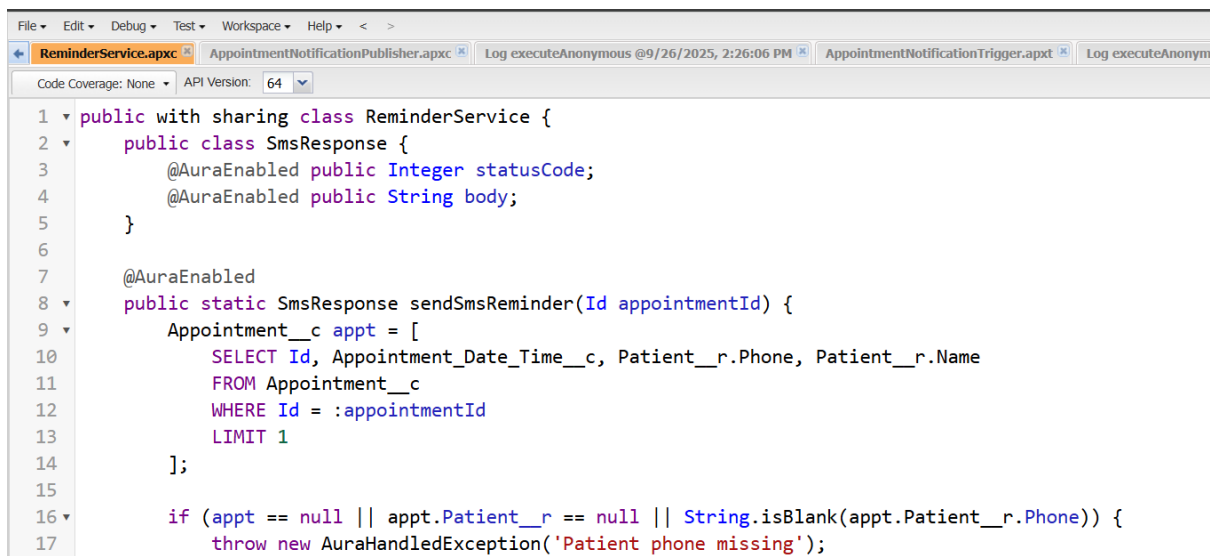 File Edit Debug Test Workspace Help < >
ReminderService.apxc AppointmentNotificationPublisher.apxc Log executeAnonymous @9/26/2025, 2:26:06 PM AppointmentNotificationTrigger.apxt Log executeAnonym
Code Coverage: None API Version: 64
1 public with sharing class ReminderService {
2 public class SmsResponse {
3 @AuraEnabled public Integer statusCode;
4 @AuraEnabled public String body;
5 }
6
7 @AuraEnabled
8 public static SmsResponse sendSmsReminder(Id appointmentId) {
9 Appointment__c appt = [
10 SELECT Id, Appointment_Date_Time__c, Patient__r.Phone, Patient__r.Name
11 FROM Appointment__c
12 WHERE Id = :appointmentId
13 LIMIT 1
14 ];
15
16 if (appt == null || appt.Patient__r == null || String.isBlank(appt.Patient__r.Phone)) {
17 throw new AuraHandledException('Patient phone missing');